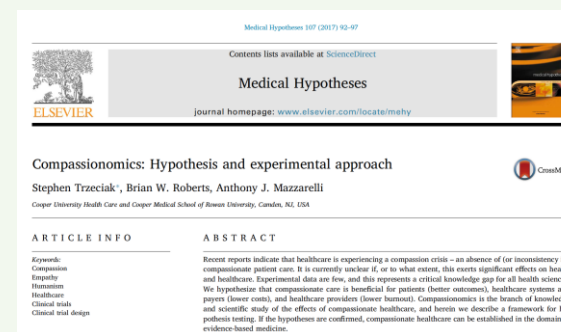 Medical Hypotheses 107 (2017) 92–97
Contents lists available at ScienceDirect
Medical Hypotheses
journal homepage: www.elsevier.com/locate/mehy
ELSEVIER
Compassionomics: Hypothesis and experimental approach
CrossM
Stephen Trzeciak*, Brian W. Roberts, Anthony J. Mazzarelli
Cooper University Health Care and Cooper Medical School of Rowan University, Camden, NJ, USA
ARTICLE INFO
Keywords:
Compassion
Empathy
Humanism
Healthcare
Clinical trials
Clinical trial design
ABSTRACT
Recent reports indicate that healthcare is experiencing a compassion crisis – an absence of (or inconsistency
compassionate patient care. It is currently unclear if, or to what extent, this exerts significant effects on hea
and healthcare. Experimental data are few, and this represents a critical knowledge gap for all health scienc
We hypothesize that compassionate care is beneficial for patients (better outcomes), healthcare systems a
payers (lower costs), and healthcare providers (lower burnout). Compassionomics is the branch of knowled
and scientific study of the effects of compassionate healthcare, and herein we describe a framework for h
pothesis testing. If the hypotheses are confirmed, compassionate healthcare can be established in the domain
evidence-based medicine.